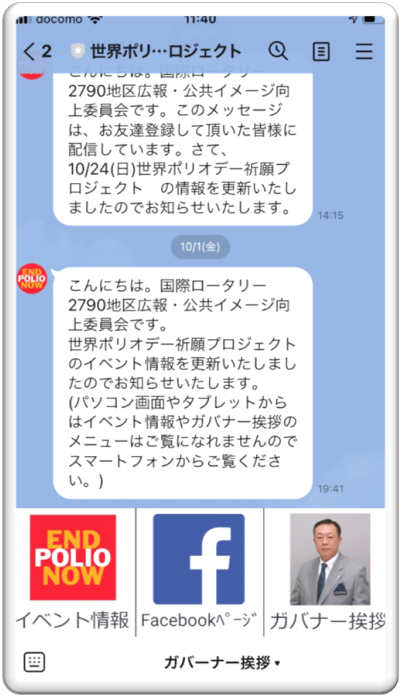 docomo 11:40
2 世界ポリ…ロジェクト
こんにちは。国際ロータリー
2790地区広報・公共イメージ向
上委員会です。このメッセージ
は、お友達登録して頂いた皆様に
配信しています。さて、
10/24(日)世界ポリオデー祈願プ
ロジェクト　の情報を更新いたし
ましたのでお知らせいたします。
14:15
10/1(金)
END
POLIO
NOW
こんにちは。国際ロータリー
2790地区広報・公共イメージ向
上委員会です。
世界ポリオデー祈願プロジェクト
のイベント情報を更新いたしまし
たのでお知らせいたします。
(パソコン画面やタブレットから
はイベント情報やガバナー挨拶の
メニューはご覧になれませんので
スマートフォンからご覧くださ
い。)
19:41
END
POLIO
NOW
イベント情報
f
Facebookﾍﾟｰｼﾞ
ガバナー挨拶
ガバーナー挨拶▾